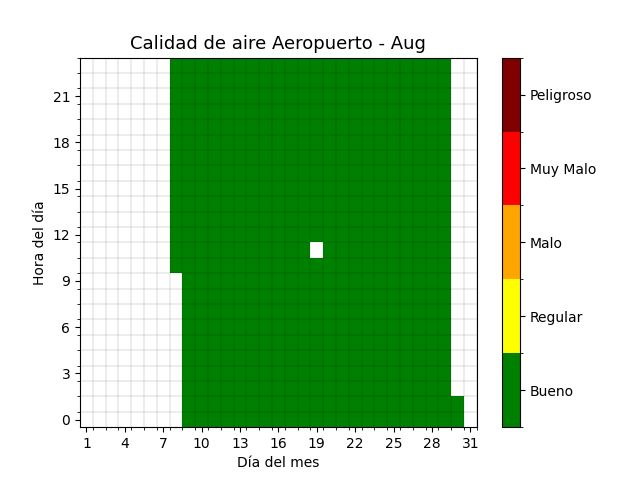 Calidad de aire Aeropuerto - Aug
Hora del día
21
18
15
12
9
6
3
0
1 4 7 10 13 16 19 22 25 28 31
Día del mes
Peligroso
Muy Malo
Malo
Regular
Bueno